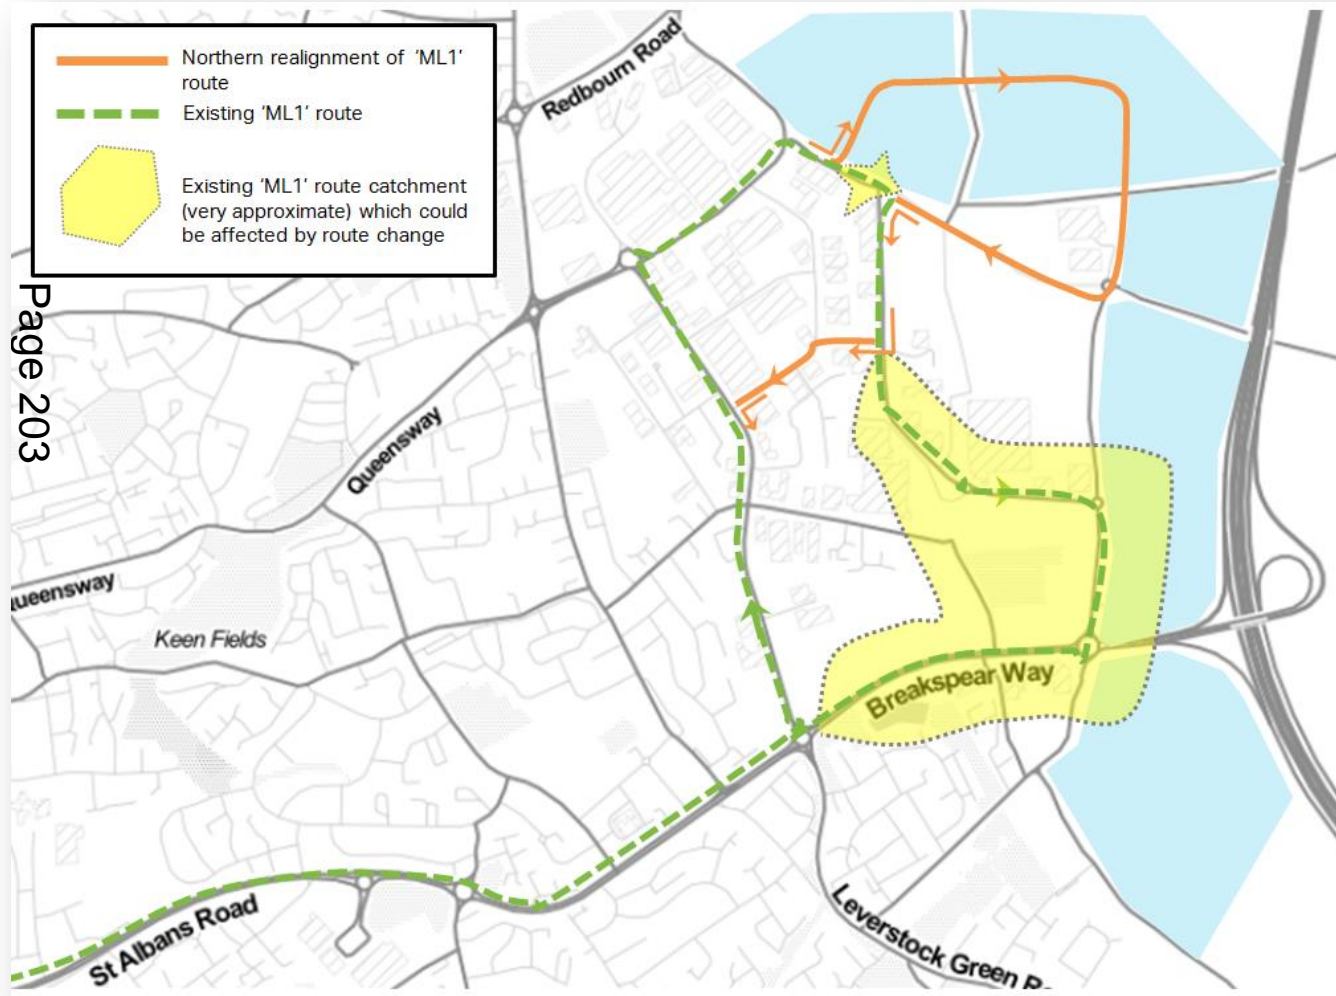 Northern realignment of 'ML1'
route
Existing 'ML1' route
Existing 'ML1' route catchment
(very approximate) which could
be affected by route change
Redbourn Road
Page 203
Queensway
ueensway
Keen Fields
Breakspear Way
St Albans Road
Leverstock Green R